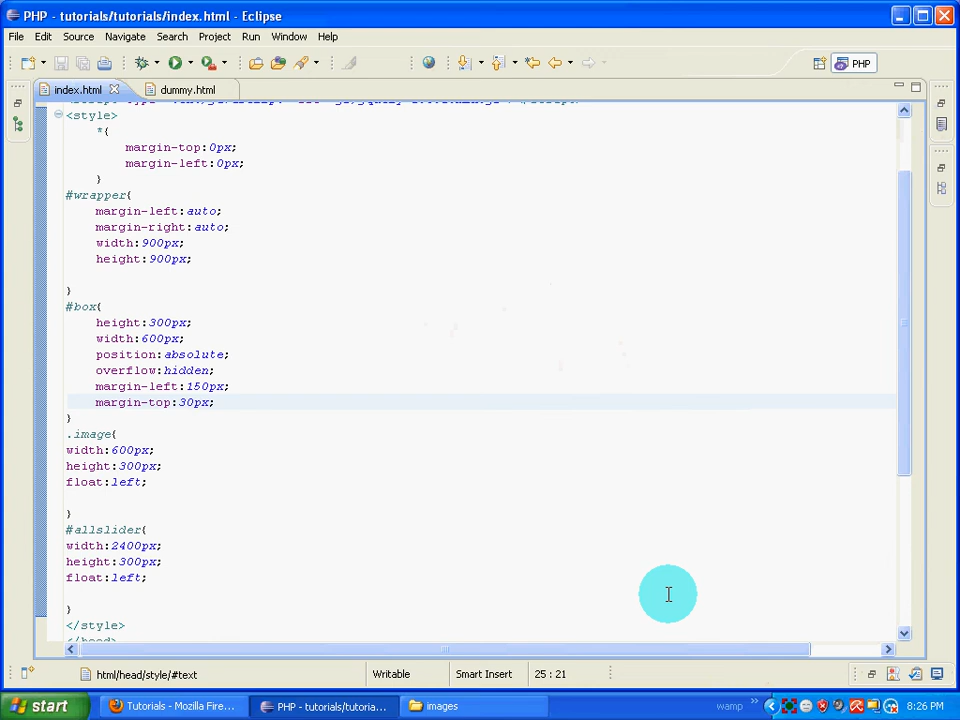 PHP - tutorials/tutorials/index.html - Eclipse
File Edit Source Navigate Search Project Run Window Help
PHP
index.html
dummy.html
<style>
*{
margin-top:0px;
margin-left:0px;
}
#wrapper{
margin-left:auto;
margin-right:auto;
width:900px;
height:900px;
}
#box{
height:300px;
width:600px;
position:absolute;
overflow:hidden;
margin-left:150px;
margin-top:30px;
}
.image{
width:600px;
height:300px;
float:left;
}
#allslider{
width:2400px;
height:300px;
float:left;
}
</style>
</head>
html/head/style/#text
Writable
Smart Insert
25 : 21
start
Tutorials - Mozilla Fire...
PHP - tutorials/tutoria...
images
wamp
8:26 PM